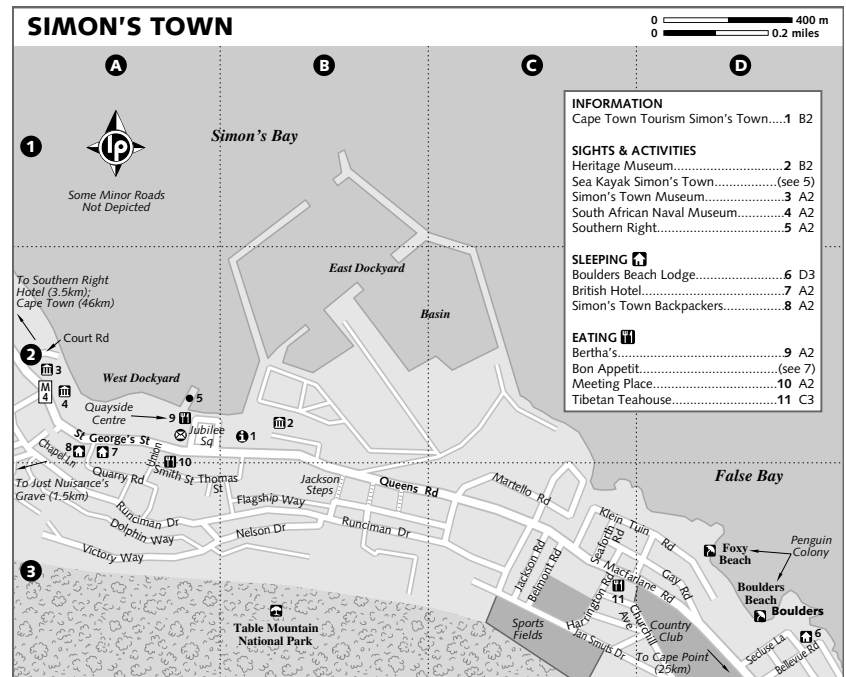 SIMON'S TOWN
0 400 m
0 0.2 miles
A B C D
1
lp
Some Minor Roads
Not Depicted
Simon's Bay
INFORMATION
Cape Town Tourism Simon's Town.....1 B2
SIGHTS & ACTIVITIES
Heritage Museum........................2 B2
Sea Kayak Simon's Town.................(see 5)
Simon's Town Museum....................3 A2
South African Naval Museum............4 A2
Southern Right...........................5 A2
SLEEPING
Boulders Beach Lodge....................6 D3
British Hotel..............................7 A2
Simon's Town Backpackers..............8 A2
EATING
Bertha's...................................9 A2
Bon Appetit..............................(see 7)
Meeting Place............................10 A2
Tibetan Teahouse........................11 C3
To Southern Right
Hotel (3.5km);
Cape Town (46km)
East Dockyard
Basin
Court Rd
2
3
M
4
4
West Dockyard
5
Quayside
Centre
9
Jubilee
Sq
1
2
St George's St
8
7
Chapel Ln
Union
10
Smith St
Thomas
St
Quarry Rd
To Just Nuisance's
Grave (1.5km)
Jackson
Steps
Queens Rd
Martello Rd
False Bay
Flagship Way
Runciman Dr
Dolphin Way
Nelson Dr
Runciman Dr
Victory Way
3
Klein Tuin Rd
Seaforth
Rd
Foxy
Beach
Penguin
Colony
Jackson Rd
Belmont Rd
Macfarlane Rd
Gay Rd
11
Harrington Rd
Churchill
Ave
Boulders
Beach
Boulders
Table Mountain
National Park
Sports
Fields
Jan Smuts Dr
Country
Club
To Cape Point
(25km)
6
Secluse La
Bellevue Rd